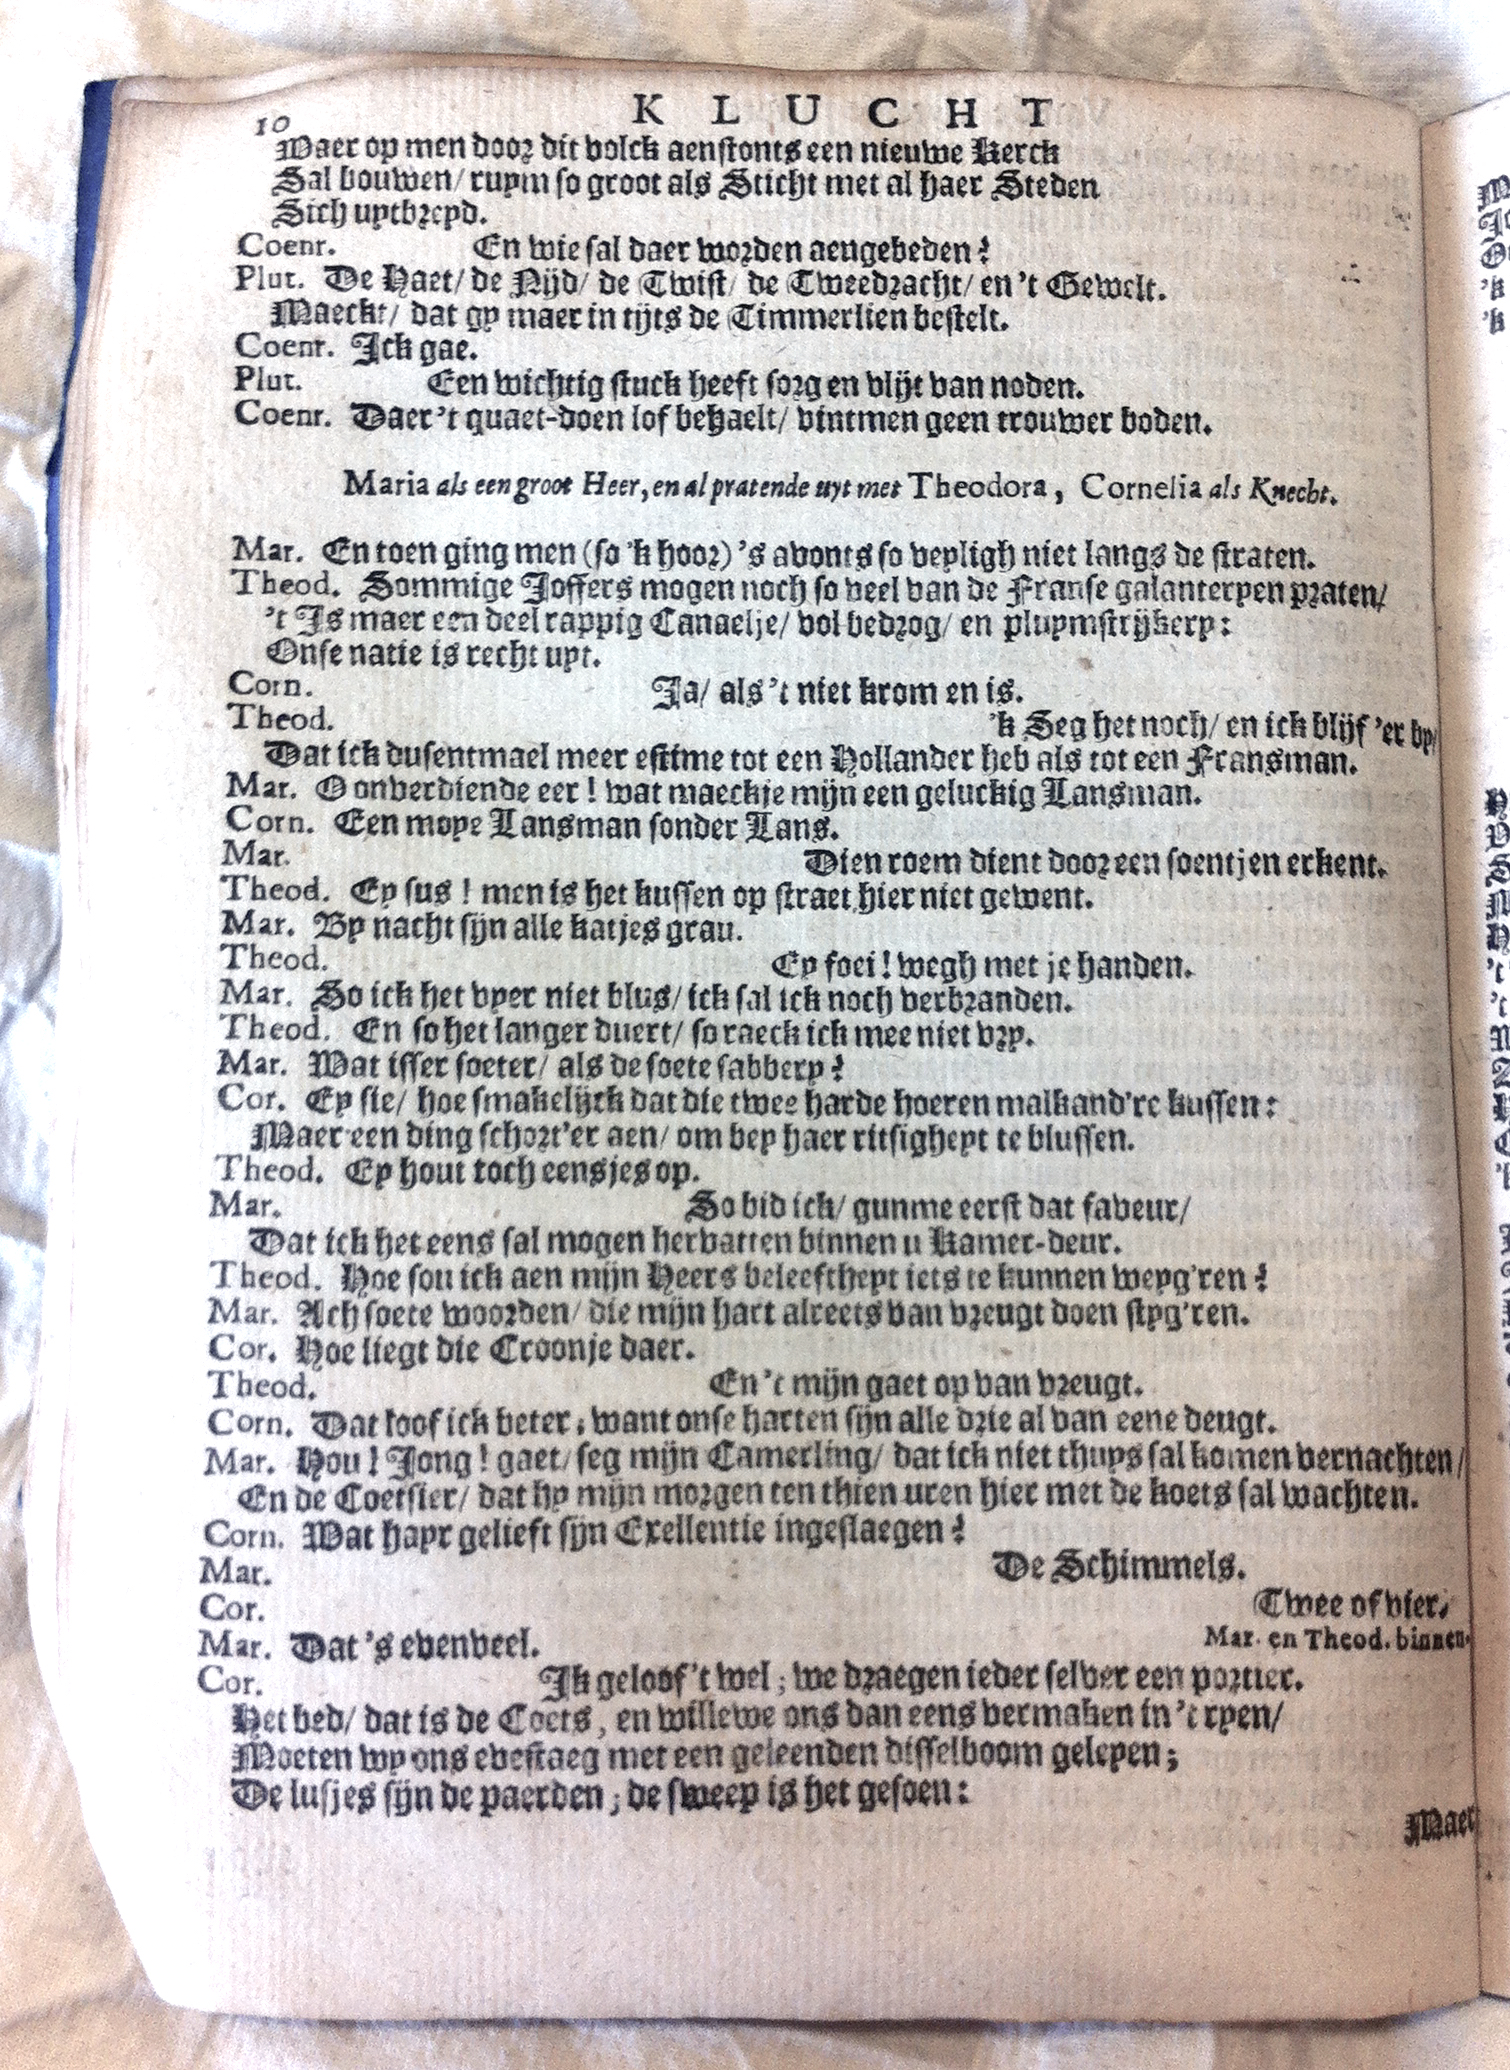 10
KLUCHT
Waer op men door dit volck aenstonts een nieuwe Kerck
Sal bouwen/ ruym so groot als Sticht met al haer Steden
Sich uytbreyd.
Coenr. En wie sal daer worden aengebeden?
Plut. De Haet/ de Nijd/ de Twist/ de Tweedracht/ en 't Gewelt.
Maeckt/ dat gy maer in tijts de Timmerlien bestelt.
Coenr. Ick gae.
Plut. Een wichtig stuck heeft sorg en vlijt van noden.
Coenr. Daer 't quaet-doen lof behaelt/ vintmen geen trouwer boden.
Maria als een groot Heer, en al pratende uyt met Theodora, Cornelia als Knecht.
Mar. En toen ging men (so 'k hoor) 's avonts so veyligh niet langs de straten.
Theod. Sommige Joffers mogen noch so veel van de Franse galanteryen praten/
't Is maer een deel rappig Canaelje/ vol bedrog/ en pluymstrijkery:
Onse natie is recht uyt.
Corn. Ja/ als 't niet krom en is.
Theod. 'k Seg het noch/ en ick blijf 'er by/
Dat ick dusentmael meer estime tot een Hollander heb als tot een Fransman.
Mar. O onverdiende eer! wat maeckje mijn een geluckig Lansman.
Corn. Een moye Lansman sonder Lans.
Mar. Dien roem dient door een soentjen erkent.
Theod. Ey sus! men is het kussen op straet hier niet gewent.
Mar. By nacht sijn alle katjes grau.
Theod. Ey foei! wegh met je handen.
Mar. So ick het vyer niet blus/ ick sal ick noch verbranden.
Theod. En so het langer duert/ so raeck ick mee niet vry.
Mar. Wat isser soeter/ als de soete sabbery?
Cor. Ey sie/ hoe smakelijck dat die twee harde hoeren malkand're kussen:
Maer een ding schort'er aen/ om bey haer ritsigheyt te blussen.
Theod. Ey hout toch eensjes op.
Mar. So bid ick/ gunme eerst dat faveur/
Dat ick het eens sal mogen hervatten binnen u Kamer-deur.
Theod. Hoe sou ick aen mijn Heers beleeftheyt iets te kunnen weyg'ren?
Mar. Ach soete woorden/ die mijn hart alreets van vreugt doen styg'ren.
Cor. Hoe liegt die Croonje daer.
Theod. En 't mijn gaet op van vreugt.
Corn. Dat loof ick beter; want onse harten sijn alle drie al van eene deugt.
Mar. Hou! Jong! gaet/ seg mijn Camerling/ dat ick niet thuys sal komen vernachten/
En de Coetsier/ dat hy mijn morgen ten thien uren hier met de koets sal wachten.
Corn. Wat hayr gelieft sijn Exellentie ingeslaegen?
Mar. De Schimmels.
Cor. Twee of vier.
Mar. Dat 's evenveel. Mar. en Theod. binnen.
Cor. Ik geloof 't wel; we draegen ieder selver een portier.
Het bed/ dat is de Coets, en willewe ons dan eens vermaken in 't ryen/
Moeten wy ons evestaeg met een geleenden disselboom geleyen;
De lusjes sijn de paerden; de sweep is het gesoen:
Maer